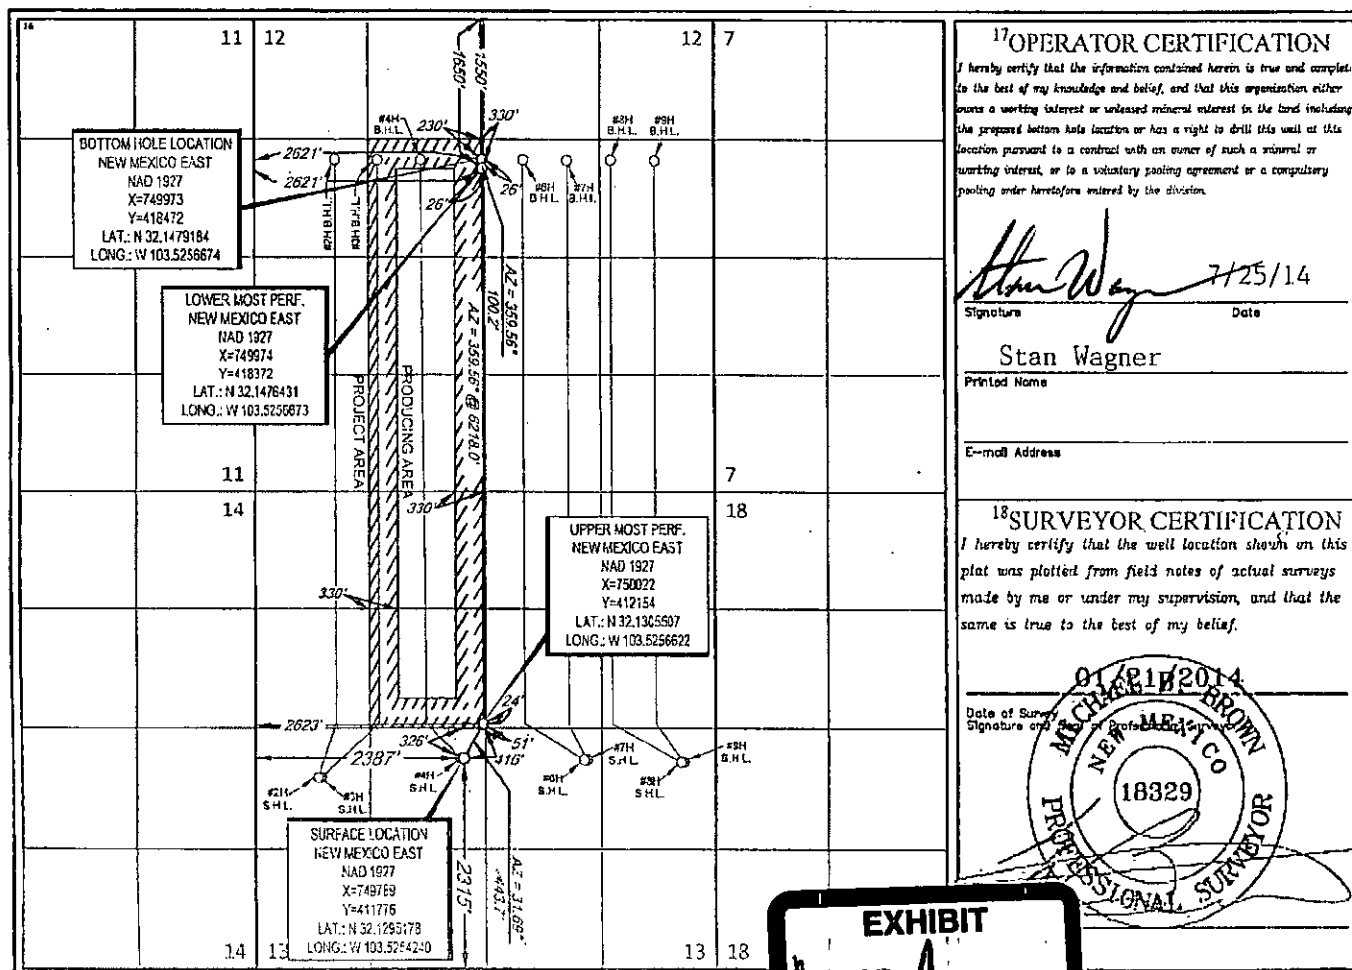 16
11 12
12 7
1650'
1550'
#4H
B.H.L.
230'
330'
#8H
B.H.L.
#9H
B.H.L.
BOTTOM HOLE LOCATION
NEW MEXICO EAST
NAD 1927
X=749973
Y=418472
LAT.: N 32.1479184
LONG.: W 103.5256674
2621'
2621'
26'
26'
#2H B.H.L.
#3H B.H.L.
#6H
B.H.L.
#7H
B.H.L.
LOWER MOST PERF.
NEW MEXICO EAST
NAD 1927
X=749974
Y=418372
LAT.: N 32.1476431
LONG.: W 103.5256673
AZ = 359.56°
100.2'
AZ = 359.56° @ 6218.0'
PROJECT AREA
PRODUCING AREA
11
14
7
18
330'
330'
UPPER MOST PERF.
NEW MEXICO EAST
NAD 1927
X=750022
Y=412154
LAT.: N 32.1305507
LONG.: W 103.5256622
24'
2623'
326'
51'
416'
2387'
#2H
S.H.L.
#3H
S.H.L.
#4H
S.H.L.
#6H
S.H.L.
#7H
S.H.L.
#8H
S.H.L.
#9H
S.H.L.
SURFACE LOCATION
NEW MEXICO EAST
NAD 1927
X=749789
Y=411776
LAT.: N 32.1295178
LONG.: W 103.5264240
2315'
AZ = 31.69°
443.7'
14 13
13 18
17 OPERATOR CERTIFICATION
I hereby certify that the information contained herein is true and complete
to the best of my knowledge and belief, and that this organization either
owns a working interest or unleased mineral interest in the land including
the proposed bottom hole location or has a right to drill this well at this
location pursuant to a contract with an owner of such a mineral or
working interest, or to a voluntary pooling agreement or a compulsory
pooling order heretofore entered by the division.
Stan Wagner 7/25/14
Signature Date
Stan Wagner
Printed Name
E-mail Address
18 SURVEYOR CERTIFICATION
I hereby certify that the well location shown on this
plat was plotted from field notes of actual surveys
made by me or under my supervision, and that the
same is true to the best of my belief.
01/21/2014
Date of Survey
Signature and Seal of Professional Surveyor
MICHAEL B. BROWN
NEW MEXICO
18329
PROFESSIONAL SURVEYOR
EXHIBIT